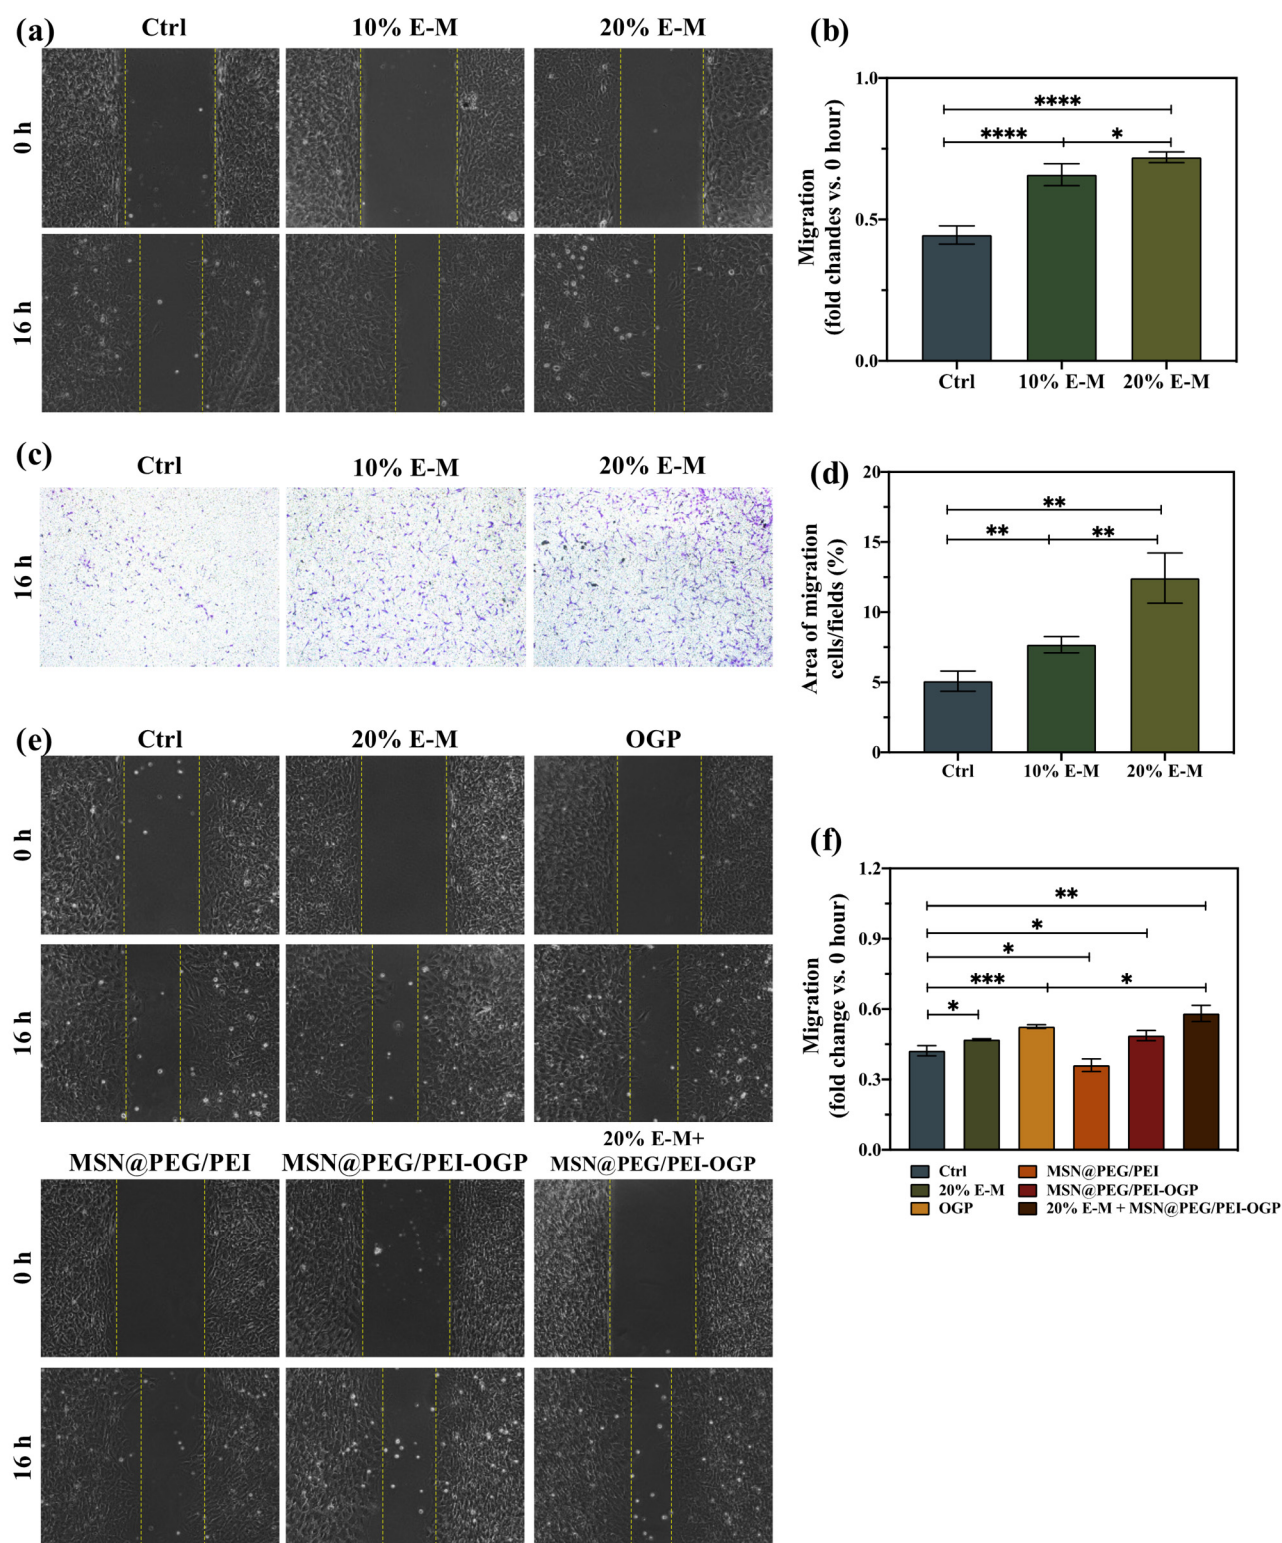 (a)
Ctrl
10% E-M
20% E-M
0 h
16 h
(b)
Migration
(fold chandes vs. 0 hour)
1.0
0.5
0.0
****
****
*
Ctrl
10% E-M
20% E-M
(c)
Ctrl
10% E-M
20% E-M
16 h
(d)
Area of migration
cells/fields (%)
20
15
10
5
0
**
**
**
Ctrl
10% E-M
20% E-M
(e)
Ctrl
20% E-M
OGP
0 h
16 h
MSN@PEG/PEI
MSN@PEG/PEI-OGP
20% E-M+
MSN@PEG/PEI-OGP
0 h
16 h
(f)
Migration
(fold change vs. 0 hour)
1.2
0.9
0.6
0.3
0.0
**
*
*
***
*
*
Ctrl
20% E-M
OGP
MSN@PEG/PEI
MSN@PEG/PEI-OGP
20% E-M + MSN@PEG/PEI-OGP